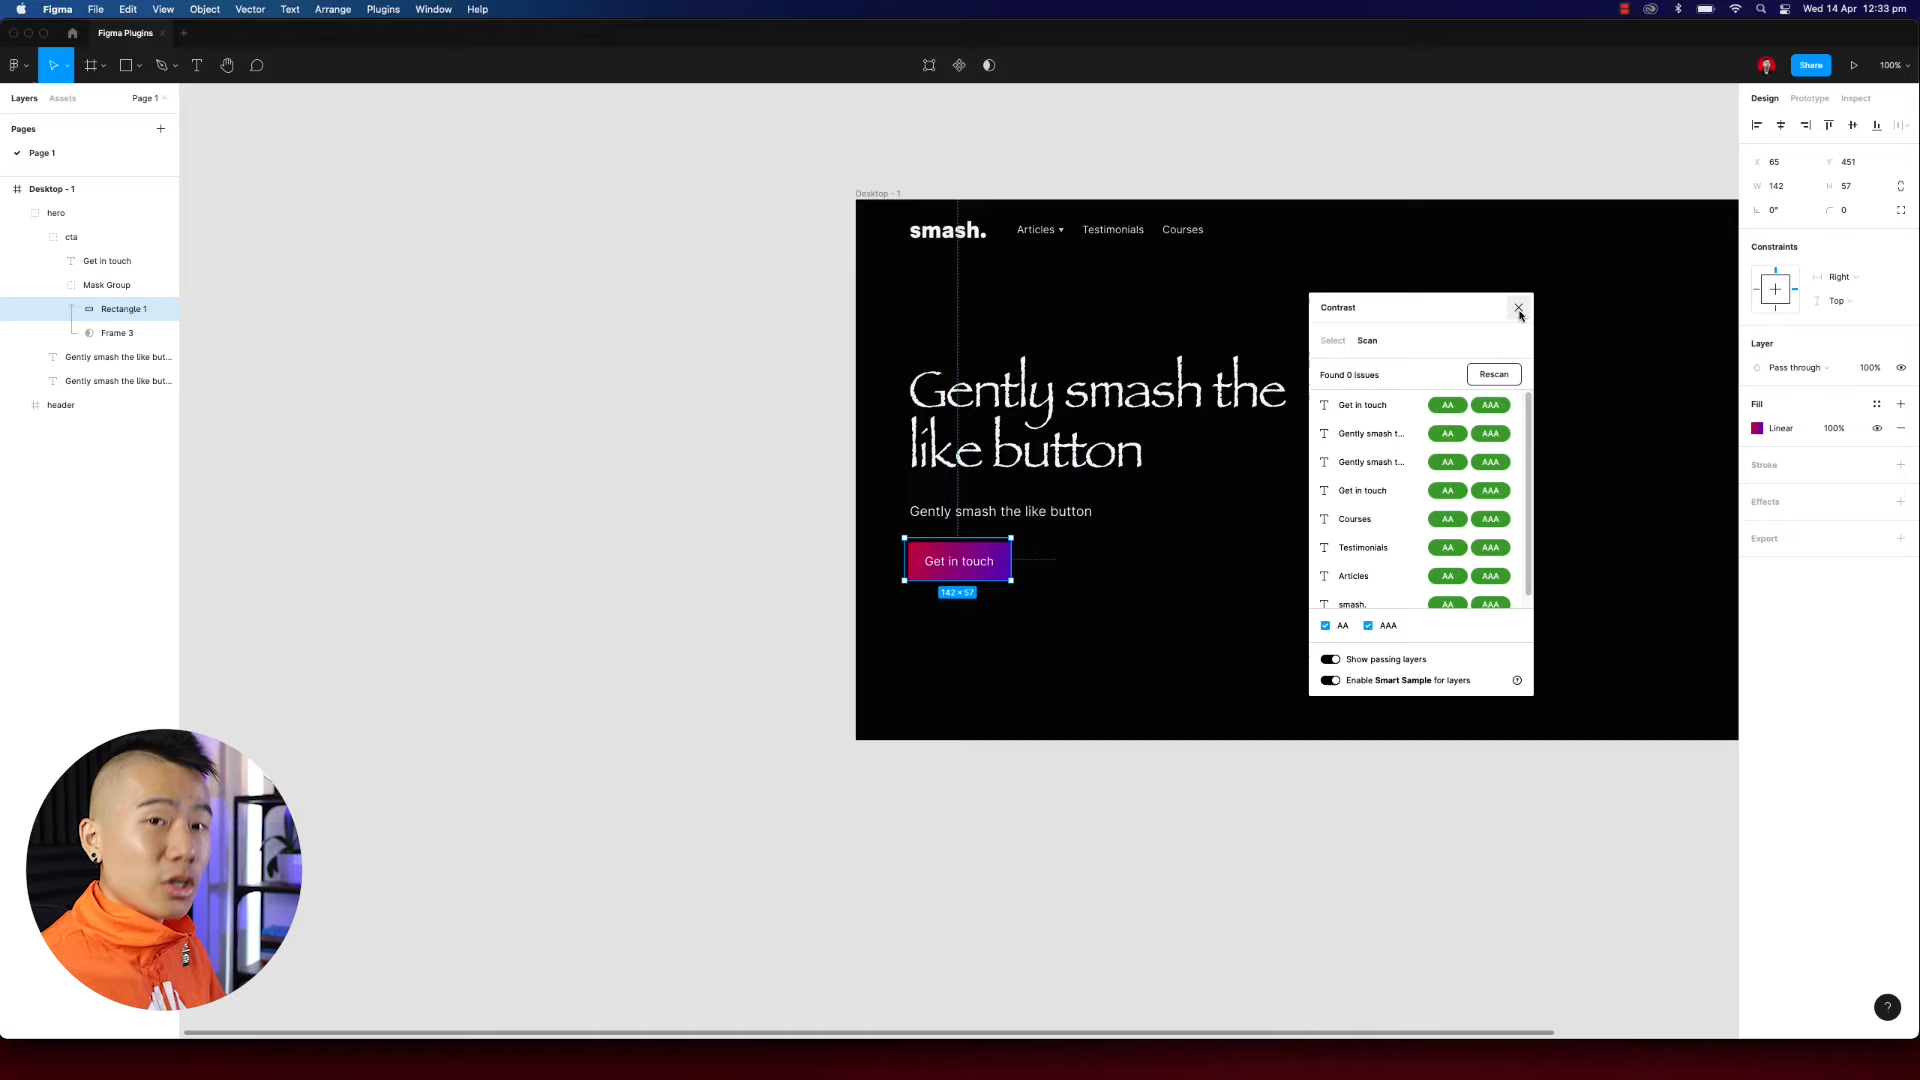 Figma File Edit View Object Vector Text Arrange Plugins Window Help Wed 14 Apr 12:33 pm
Figma Plugins
Share 100%
Layers Assets Page 1
Pages
Page 1
Desktop - 1
hero
cta
Get in touch
Mask Group
Rectangle 1
Frame 3
Gently smash the like but...
Gently smash the like but...
header
Desktop - 1
smash. Articles Testimonials Courses
Gently smash the
like button
Gently smash the like button
Get in touch
142 × 57
Contrast
Select Scan
Found 0 issues Rescan
Get in touch AA AAA
Gently smash t... AA AAA
Gently smash t... AA AAA
Get in touch AA AAA
Courses AA AAA
Testimonials AA AAA
Articles AA AAA
smash. AA AAA
AA AAA
Show passing layers
Enable Smart Sample for layers
Design Prototype Inspect
X 65 Y 451
W 142 H 57
0° 0
Constraints
Right
Top
Layer
Pass through 100%
Fill
Linear 100%
Stroke
Effects
Export
?